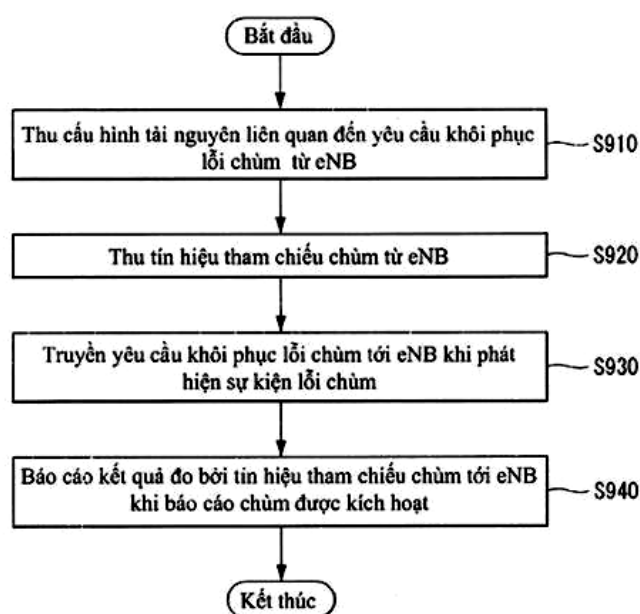 Bắt đầu
Thu cấu hình tài nguyên liên quan đến yêu cầu khôi phục
lỗi chùm từ eNB
S910
Thu tín hiệu tham chiếu chùm từ eNB
S920
Truyền yêu cầu khôi phục lỗi chùm tới eNB khi phát
hiện sự kiện lỗi chùm
S930
Báo cáo kết quả đo bởi tín hiệu tham chiếu chùm tới eNB
khi báo cáo chùm được kích hoạt
S940
Kết thúc